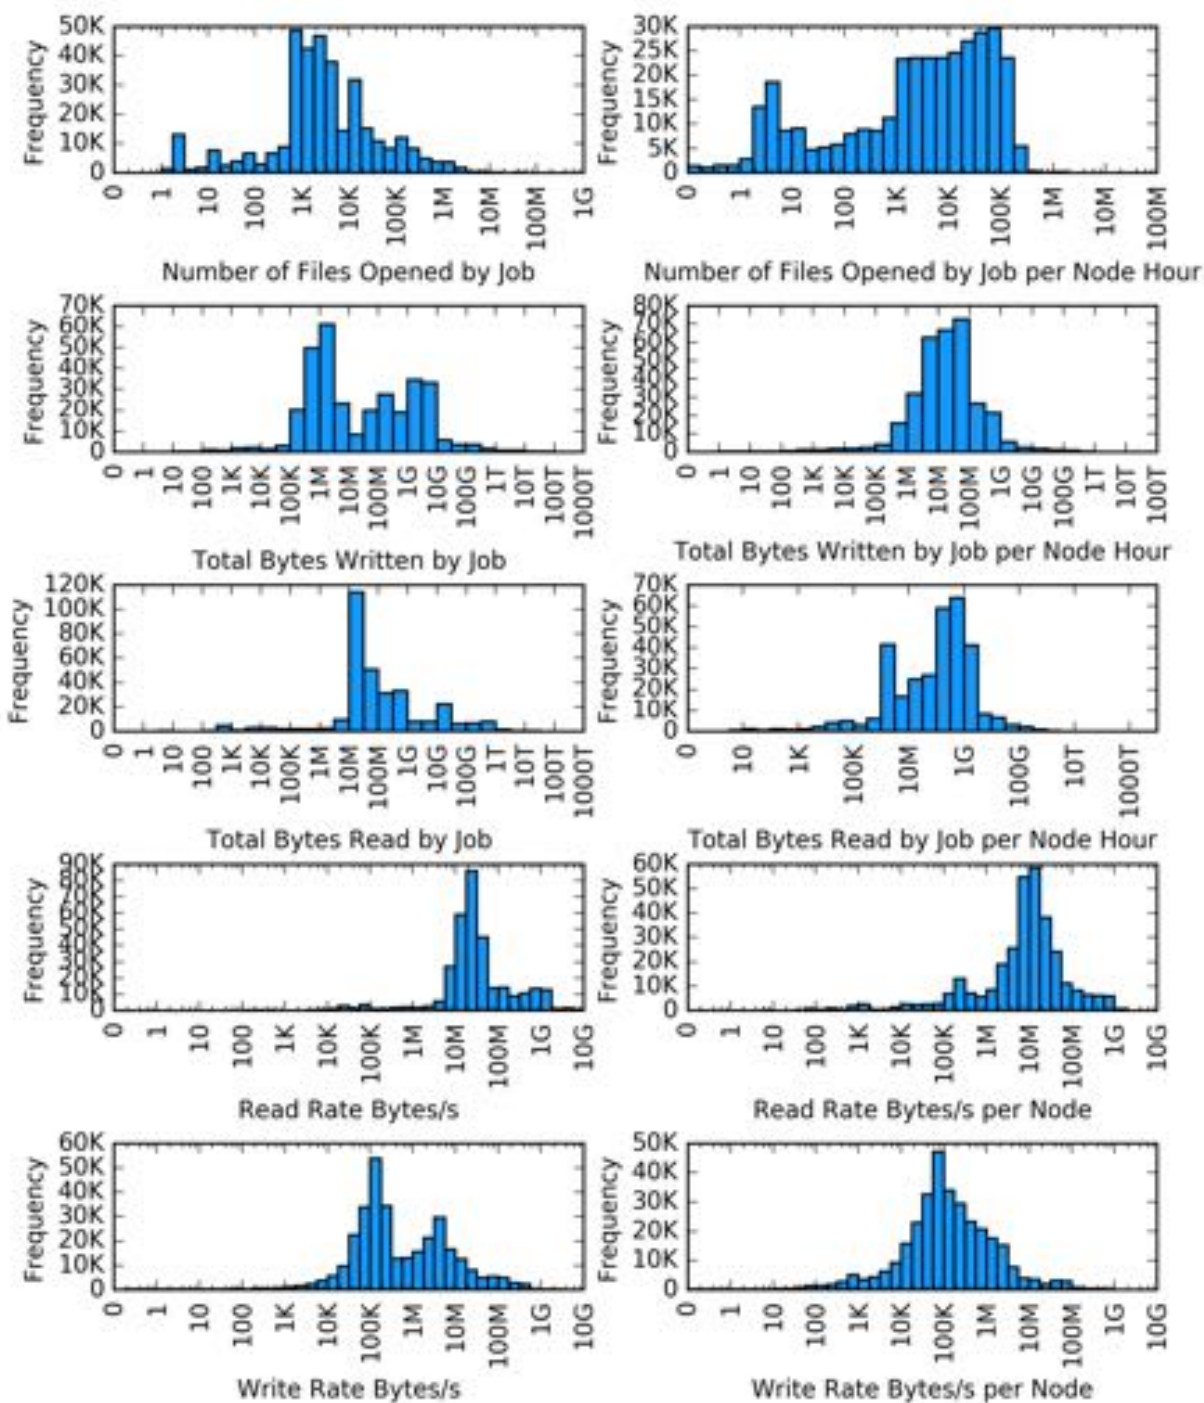 Frequency
50K
40K
30K
20K
10K
0
0 1 10 100 1K 10K 100K 1M 10M 100M 1G
Number of Files Opened by Job
Frequency
30K
25K
20K
15K
10K
5K
0
0 1 10 100 1K 10K 100K 1M 10M 100M
Number of Files Opened by Job per Node Hour
Frequency
70K
60K
50K
40K
30K
20K
10K
0
0 1 10 100 1K 10K 100K 1M 10M 100M 1G 10G 100G 1T 10T 100T 1000T
Total Bytes Written by Job
Frequency
80K
70K
60K
50K
40K
30K
20K
10K
0
0 1 10 100 1K 10K 100K 1M 10M 100M 1G 10G 100G 1T 10T 100T
Total Bytes Written by Job per Node Hour
Frequency
120K
100K
80K
60K
40K
20K
0
0 1 10 100 1K 10K 100K 1M 10M 100M 1G 10G 100G 1T 10T 100T 1000T
Total Bytes Read by Job
Frequency
70K
60K
50K
40K
30K
20K
10K
0
0 10 1K 100K 10M 1G 100G 10T 1000T
Total Bytes Read by Job per Node Hour
Frequency
90K
80K
70K
60K
50K
40K
30K
20K
10K
0
0 1 10 100 1K 10K 100K 1M 10M 100M 1G 10G
Read Rate Bytes/s
Frequency
60K
50K
40K
30K
20K
10K
0
0 1 10 100 1K 10K 100K 1M 10M 100M 1G 10G
Read Rate Bytes/s per Node
Frequency
60K
50K
40K
30K
20K
10K
0
0 1 10 100 1K 10K 100K 1M 10M 100M 1G 10G
Write Rate Bytes/s
Frequency
50K
40K
30K
20K
10K
0
0 1 10 100 1K 10K 100K 1M 10M 100M 1G 10G
Write Rate Bytes/s per Node